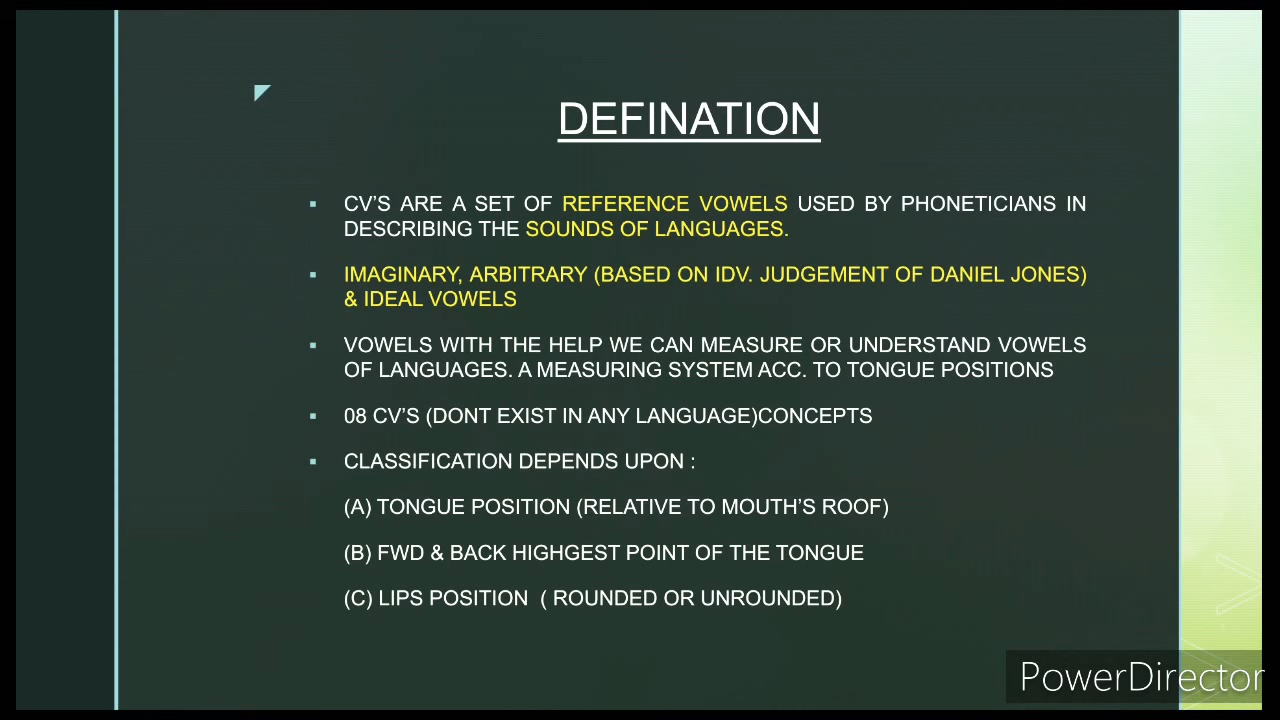 DEFINATION
▪ CV’S ARE A SET OF REFERENCE VOWELS USED BY PHONETICIANS IN
DESCRIBING THE SOUNDS OF LANGUAGES.
▪ IMAGINARY, ARBITRARY (BASED ON IDV. JUDGEMENT OF DANIEL JONES)
& IDEAL VOWELS
▪ VOWELS WITH THE HELP WE CAN MEASURE OR UNDERSTAND VOWELS
OF LANGUAGES. A MEASURING SYSTEM ACC. TO TONGUE POSITIONS
▪ 08 CV’S (DONT EXIST IN ANY LANGUAGE)CONCEPTS
▪ CLASSIFICATION DEPENDS UPON :
(A) TONGUE POSITION (RELATIVE TO MOUTH’S ROOF)
(B) FWD & BACK HIGHGEST POINT OF THE TONGUE
(C) LIPS POSITION ( ROUNDED OR UNROUNDED)
PowerDirector